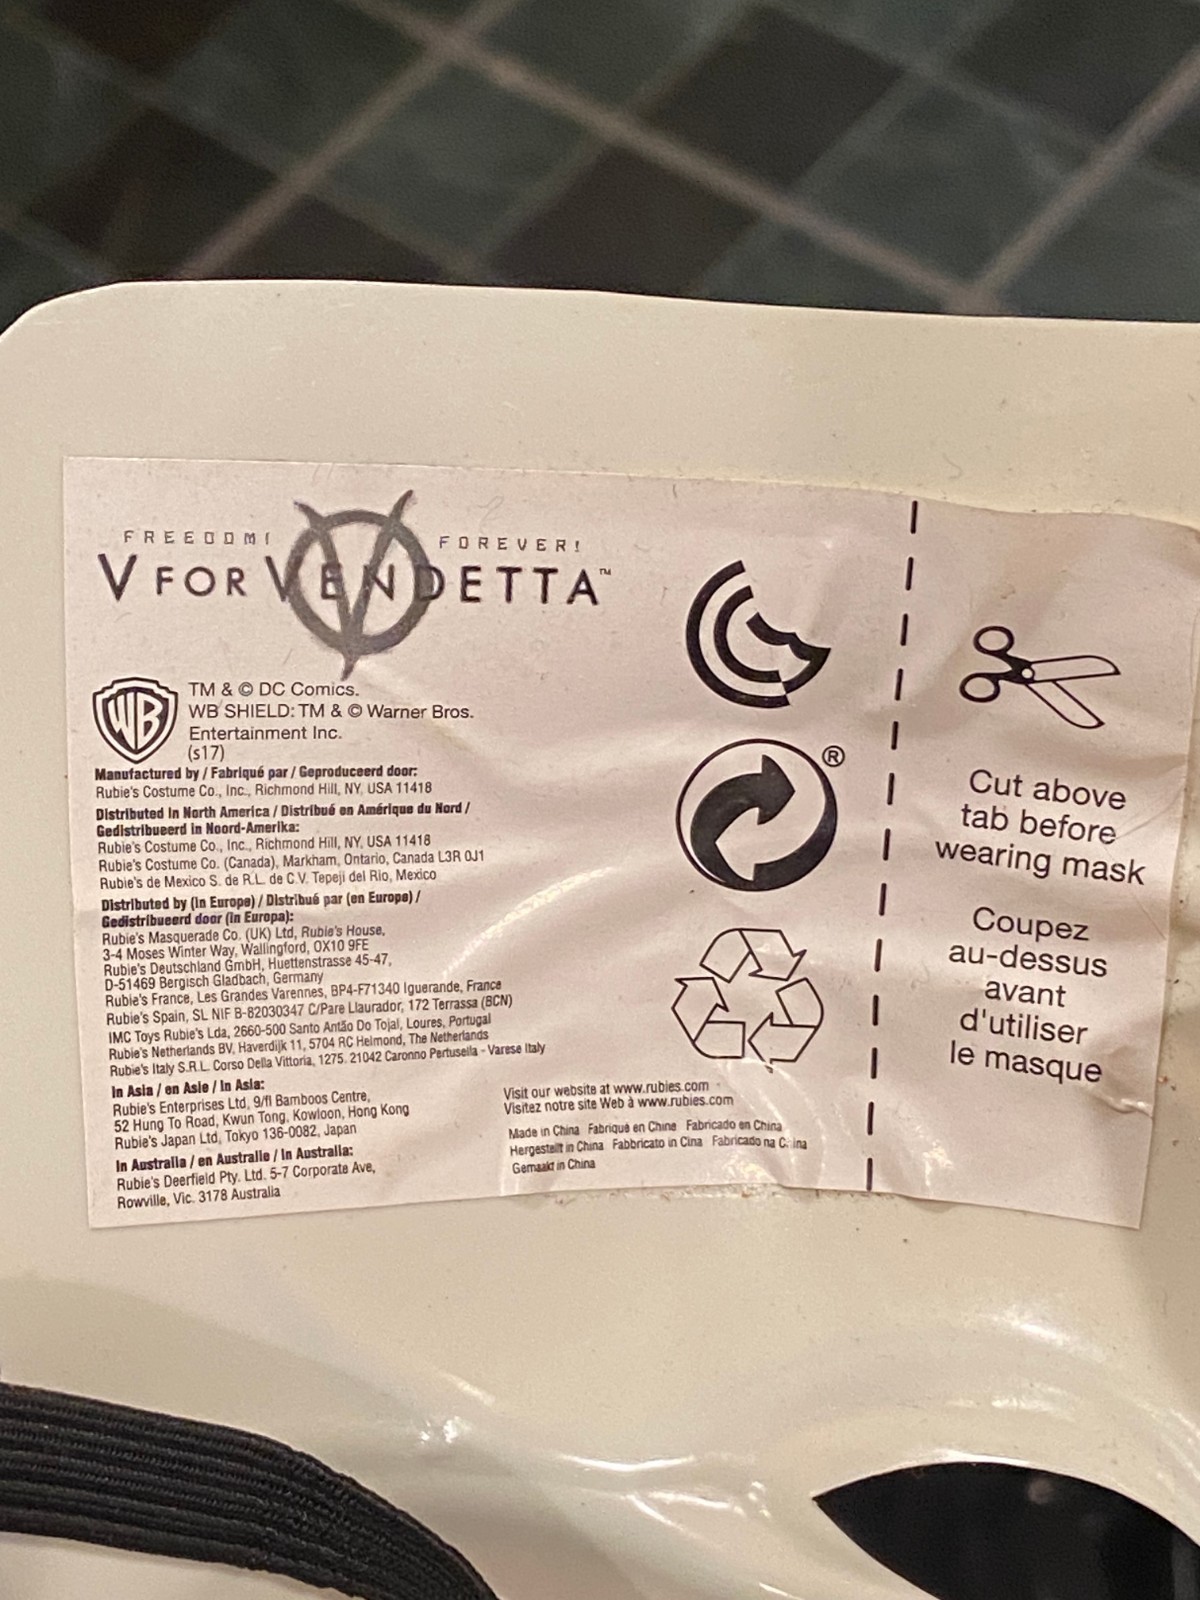 FREEDOM! FOREVER!
V FOR VENDETTA™
WB
TM & © DC Comics.
WB SHIELD: TM & © Warner Bros.
Entertainment Inc.
(s17)
Manufactured by / Fabriqué par / Geproduceerd door:
Rubie's Costume Co., Inc., Richmond Hill, NY, USA 11418
Distributed in North America / Distribué en Amérique du Nord /
Gedistribueerd in Noord-Amerika:
Rubie's Costume Co., Inc., Richmond Hill, NY, USA 11418
Rubie's Costume Co. (Canada), Markham, Ontario, Canada L3R 0J1
Rubie's de Mexico S. de R.L. de C.V. Tepeji del Rio, Mexico
Distributed by (in Europe) / Distribué par (en Europe) /
Gedistribueerd door (in Europa):
Rubie's Masquerade Co. (UK) Ltd, Rubie's House,
3-4 Moses Winter Way, Wallingford, OX10 9FE
Rubie's Deutschland GmbH, Huettenstrasse 45-47,
D-51469 Bergisch Gladbach, Germany
Rubie's France, Les Grandes Varennes, BP4-F71340 Iguerande, France
Rubie's Spain, SL NIF B-82030347 C/Pare Llaurador, 172 Terrassa (BCN)
IMC Toys Rubie's Lda, 2660-500 Santo Antão Do Tojal, Loures, Portugal
Rubie's Netherlands BV, Haverdijk 11, 5704 RC Helmond, The Netherlands
Rubie's Italy S.R.L. Corso Della Vittoria, 1275. 21042 Caronno Pertusella - Varese Italy
In Asia / en Asie / In Asia:
Rubie's Enterprises Ltd, 9/fl Bamboos Centre,
52 Hung To Road, Kwun Tong, Kowloon, Hong Kong
Rubie's Japan Ltd, Tokyo 136-0082, Japan
In Australia / en Australie / In Australia:
Rubie's Deerfield Pty. Ltd. 5-7 Corporate Ave,
Rowville, Vic. 3178 Australia
Visit our website at www.rubies.com
Visitez notre site Web à www.rubies.com
Made in China Fabriqué en Chine Fabricado en China
Hergestellt in China Fabbricato in Cina Fabricado na China
Gemaakt in China
®
Cut above
tab before
wearing mask
Coupez
au-dessus
avant
d'utiliser
le masque